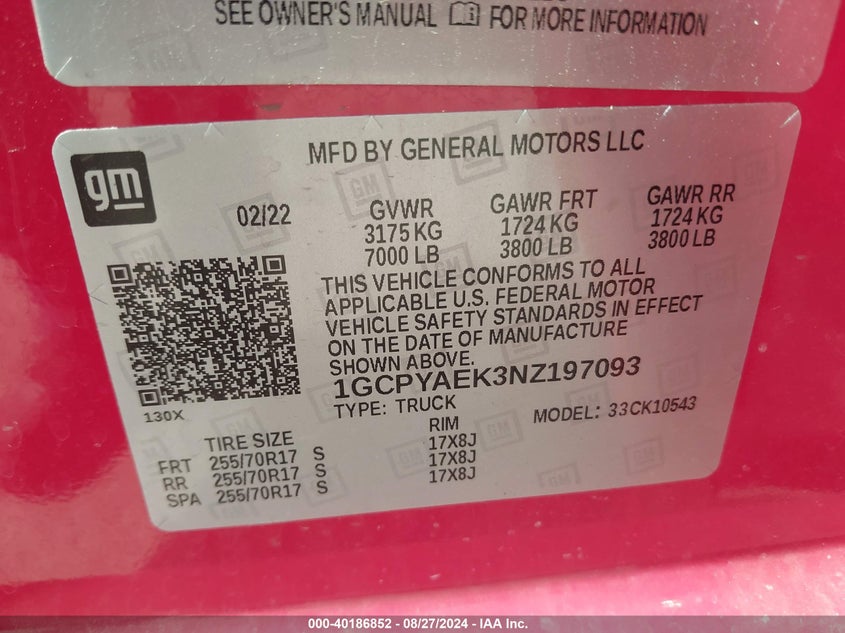 SEE OWNER'S MANUAL FOR MORE INFORMATION
gm
MFD BY GENERAL MOTORS LLC
02/22
GVWR GAWR FRT GAWR RR
3175 KG 1724 KG 1724 KG
7000 LB 3800 LB 3800 LB
THIS VEHICLE CONFORMS TO ALL
APPLICABLE U.S. FEDERAL MOTOR
VEHICLE SAFETY STANDARDS IN EFFECT
ON THE DATE OF MANUFACTURE
SHOWN ABOVE.
1GCPYAEK3NZ197093
TYPE: TRUCK MODEL: 33CK10543
130X
TIRE SIZE RIM
FRT 255/70R17 S 17X8J
RR 255/70R17 S 17X8J
SPA 255/70R17 S 17X8J
000-40186852 / 08/27/2024 - IAA Inc.